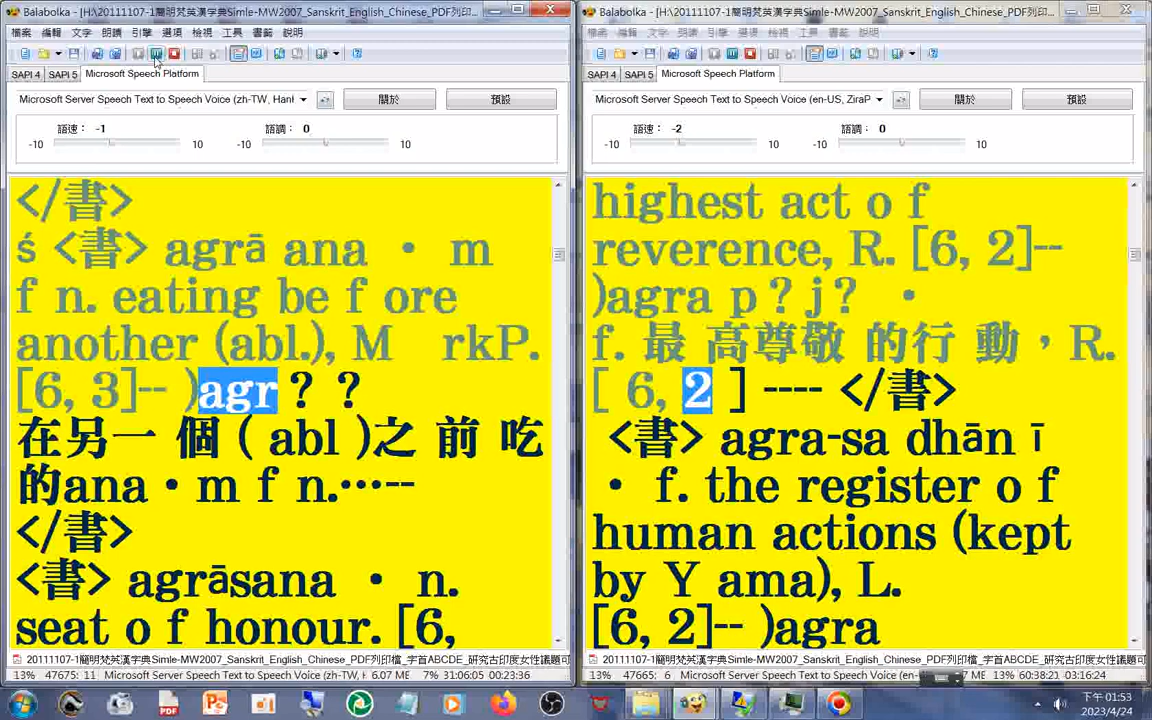 Balabolka - [H:\20111107-1簡明梵英漢字典Simle-MW2007_Sanskrit_English_Chinese_PDF列印...
檔案 編輯 文字 朗讀 引擎 選項 檢視 工具 書籤 說明
SAPI 4 SAPI 5 Microsoft Speech Platform
Microsoft Server Speech Text to Speech Voice (zh-TW, Hanl 關於 預設
語速： -1 語調： 0
-10 10 -10 10
</書>
ś <書> agrā ana • m
f n. eating be f ore
another (abl.), M rkP.
[6, 3]-- )agr？？
在另一 個 ( abl )之 前 吃
的ana • m f n.…--
</書>
<書> agrāsana • n.
seat o f honour. [6,
20111107-1簡明梵英漢字典Simle-MW2007_Sanskrit_English_Chinese_PDF列印檔_字首ABCDE_研究古印度女性議題可
13% 47675: 11 Microsoft Server Speech Text to Speech Voice (zh-TW, H 6.07 ME 7% 31:06:05 00:23:36
Balabolka - [H:\20111107-1簡明梵英漢字典Simle-MW2007_Sanskrit_English_Chinese_PDF列印...
檔案 編輯 文字 朗讀 引擎 選項 檢視 工具 書籤 說明
SAPI 4 SAPI 5 Microsoft Speech Platform
Microsoft Server Speech Text to Speech Voice (en-US, ZiraP 關於 預設
語速： -2 語調： 0
-10 10 -10 10
highest act o f
reverence, R. [6, 2]--
)agra p？j？ •
f. 最 高尊敬 的行 動，R.
[ 6, 2 ] ---- </書>
<書> agra-sa dhān ī
• f. the register o f
human actions (kept
by Y ama), L.
[6, 2]-- )agra
20111107-1簡明梵英漢字典Simle-MW2007_Sanskrit_English_Chinese_PDF列印檔_字首ABCDE_研究古印度女性議題可
13% 47665: 6 Microsoft Server Speech Text to Speech Voice 13% 60:38:21 -03:16:24
下午 01:53
2023/4/24